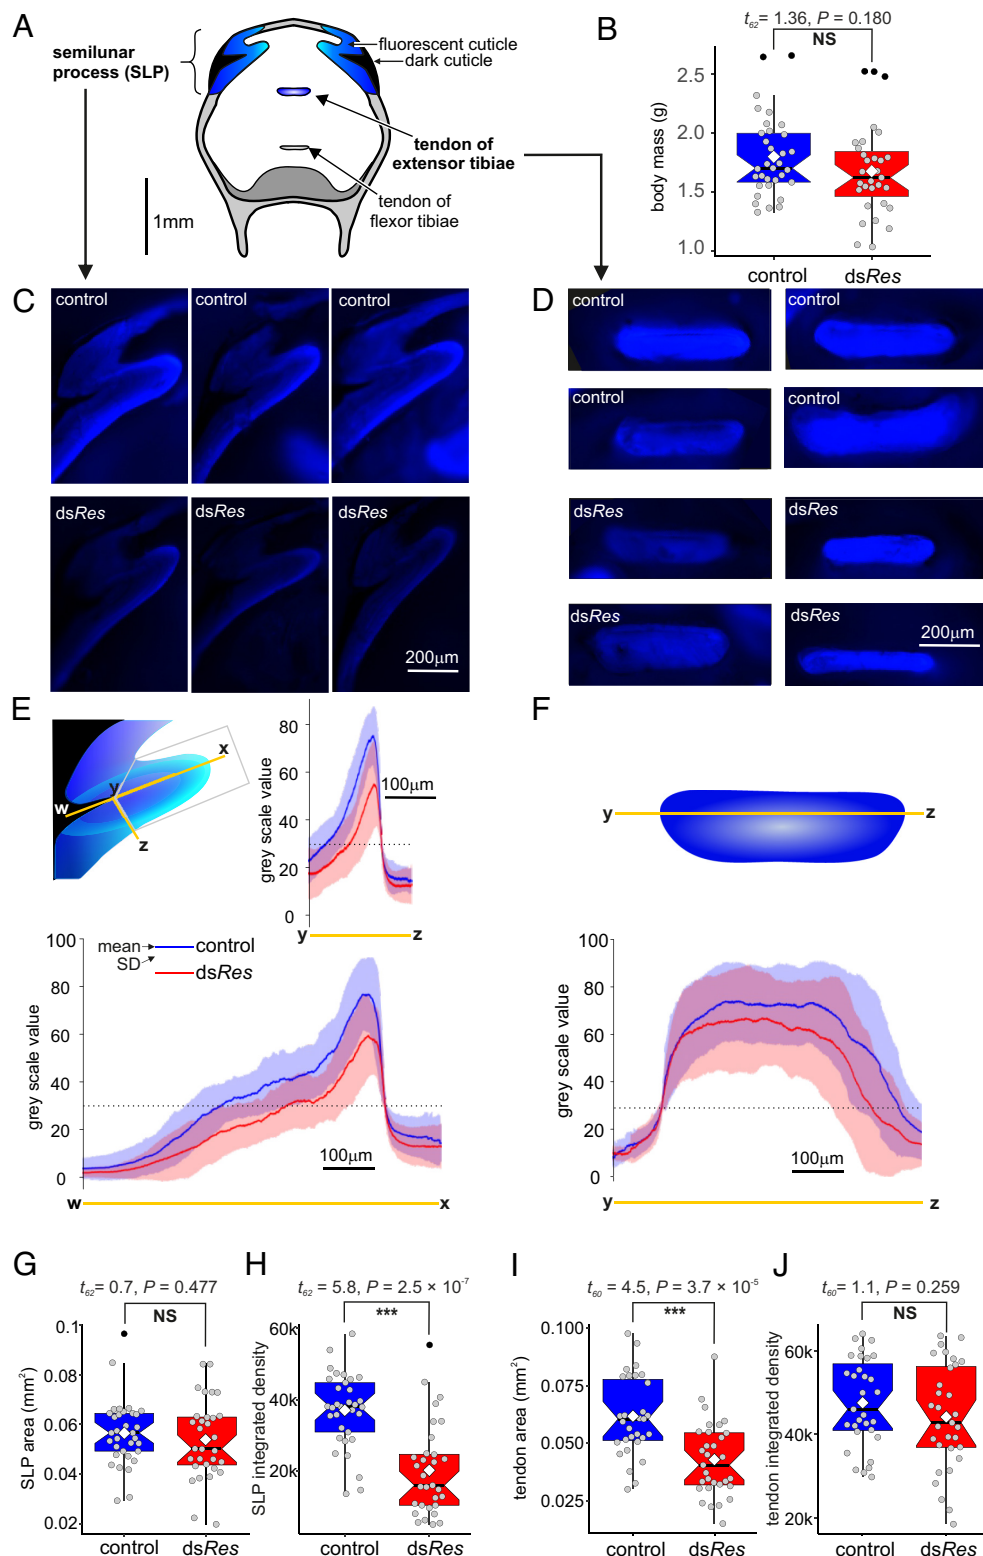 A
semilunar
process (SLP)
fluorescent cuticle
dark cuticle
tendon of
extensor tibiae
tendon of
flexor tibiae
1mm
B
t62= 1.36, P = 0.180
NS
body mass (g)
2.5
2.0
1.5
1.0
control
dsRes
C
control
control
control
dsRes
dsRes
dsRes
200μm
D
control
control
control
control
dsRes
dsRes
dsRes
dsRes
200μm
E
w
y
x
z
grey scale value
80
60
40
20
0
100μm
y
z
grey scale value
100
80
60
40
20
0
mean
SD
control
dsRes
100μm
w
x
F
y
z
grey scale value
100
80
60
40
20
0
100μm
y
z
G
t62= 0.7, P = 0.477
NS
SLP area (mm²)
0.1
0.08
0.06
0.04
0.02
control
dsRes
H
t62 = 5.8, P = 2.5 × 10⁻⁷
***
SLP integrated density
60k
40k
20k
control
dsRes
I
t60 = 4.5, P = 3.7 × 10⁻⁵
***
tendon area (mm²)
0.100
0.075
0.050
0.025
control
dsRes
J
t60= 1.1, P = 0.259
NS
tendon integrated density
60k
40k
20k
control
dsRes